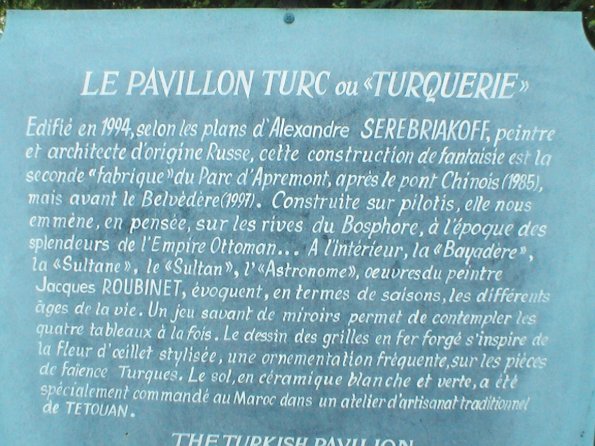 LE PAVILLON TURC ou «TURQUERIE»
Edifié en 1994, selon les plans d'Alexandre SEREBRIAKOFF, peintre
et architecte d'origine Russe, cette construction de fantaisie est la
seconde "fabrique" du Parc d'Apremont, après le pont Chinois (1985),
mais avant le Belvédère (1997). Construite sur pilotis, elle nous
emmène, en pensée, sur les rives du Bosphore, à l'époque des
splendeurs de l'Empire Ottoman... A l'intérieur, la «Bayadère»,
la «Sultane», le «Sultan», l'«Astronome», oeuvres du peintre
Jacques ROUBINET, évoquent, en termes de saisons, les différents
âges de la vie. Un jeu savant de miroirs permet de contempler les
quatre tableaux à la fois. Le dessin des grilles en fer forgé s'inspire de
la fleur d'œillet stylisée, une ornementation fréquente, sur les pièces
de faïence Turques. Le sol, en céramique blanche et verte, a été
spécialement commandé au Maroc dans un atelier d'artisanat traditionnel
de TETOUAN.
THE TURKISH PAVILION